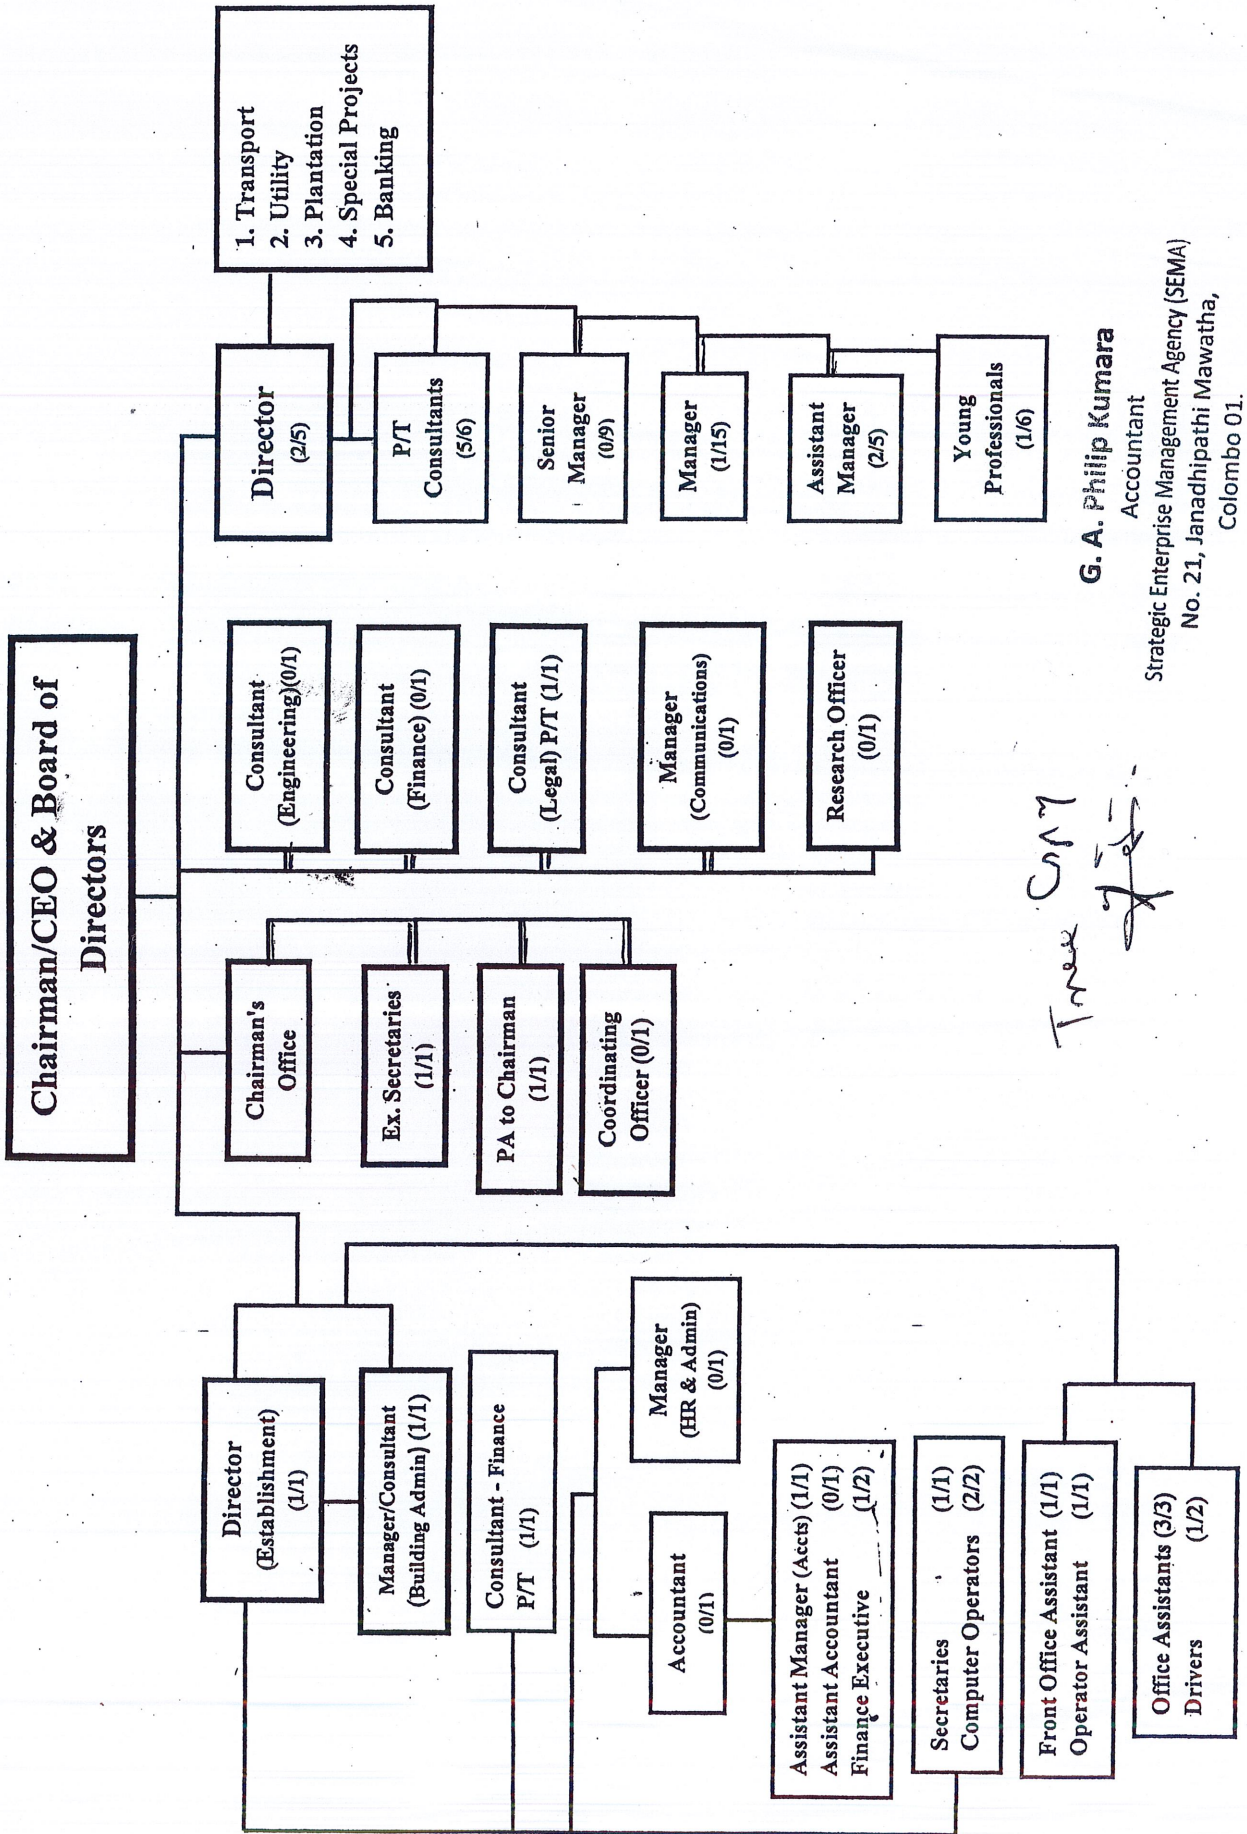 Chairman/CEO & Board of
Directors
Director
(Establishment)
(1/1)
Manager/Consultant
(Building Admin) (1/1)
Consultant - Finance
P/T (1/1)
Accountant
(0/1)
Manager
(HR & Admin)
(0/1)
Assistant Manager (Accts) (1/1)
Assistant Accountant (0/1)
Finance Executive (1/2)
Secretaries (1/1)
Computer Operators (2/2)
Front Office Assistant (1/1)
Operator Assistant (1/1)
Office Assistants (3/3)
Drivers (1/2)
Chairman's
Office
Ex. Secretaries
(1/1)
PA to Chairman
(1/1)
Coordinating
Officer (0/1)
Consultant
(Engineering)(0/1)
Consultant
(Finance) (0/1)
Consultant
(Legal) P/T (1/1)
Manager
(Communications)
(0/1)
Research Officer
(0/1)
Director
(2/5)
1. Transport
2. Utility
3. Plantation
4. Special Projects
5. Banking
P/T
Consultants
(5/6)
Senior
Manager
(0/9)
Manager
(1/15)
Assistant
Manager
(2/5)
Young
Professionals
(1/6)
True Copy
G. A. Philip Kumara
Accountant
Strategic Enterprise Management Agency (SEMA)
No. 21, Janadhipathi Mawatha,
Colombo 01.